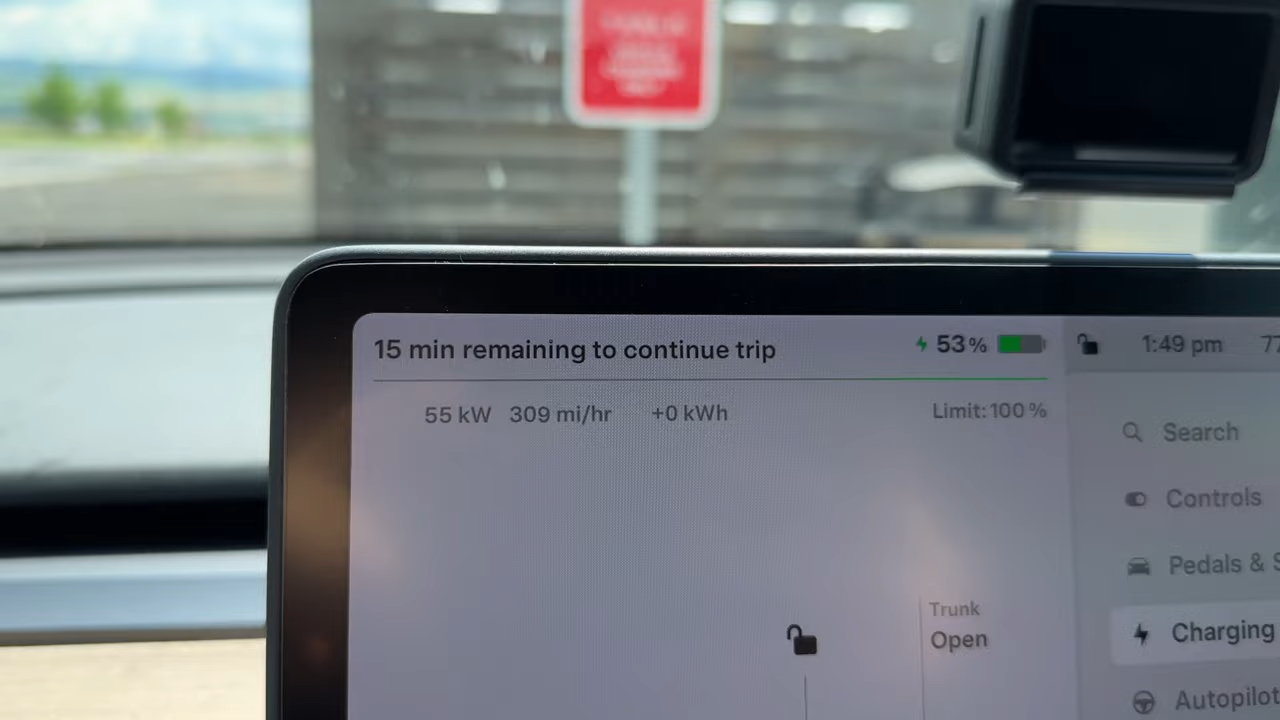 15 min remaining to continue trip
53%
1:49 pm
55 kW 309 mi/hr +0 kWh
Limit: 100 %
Search
Controls
Pedals &
Charging
Autopilot
Trunk
Open